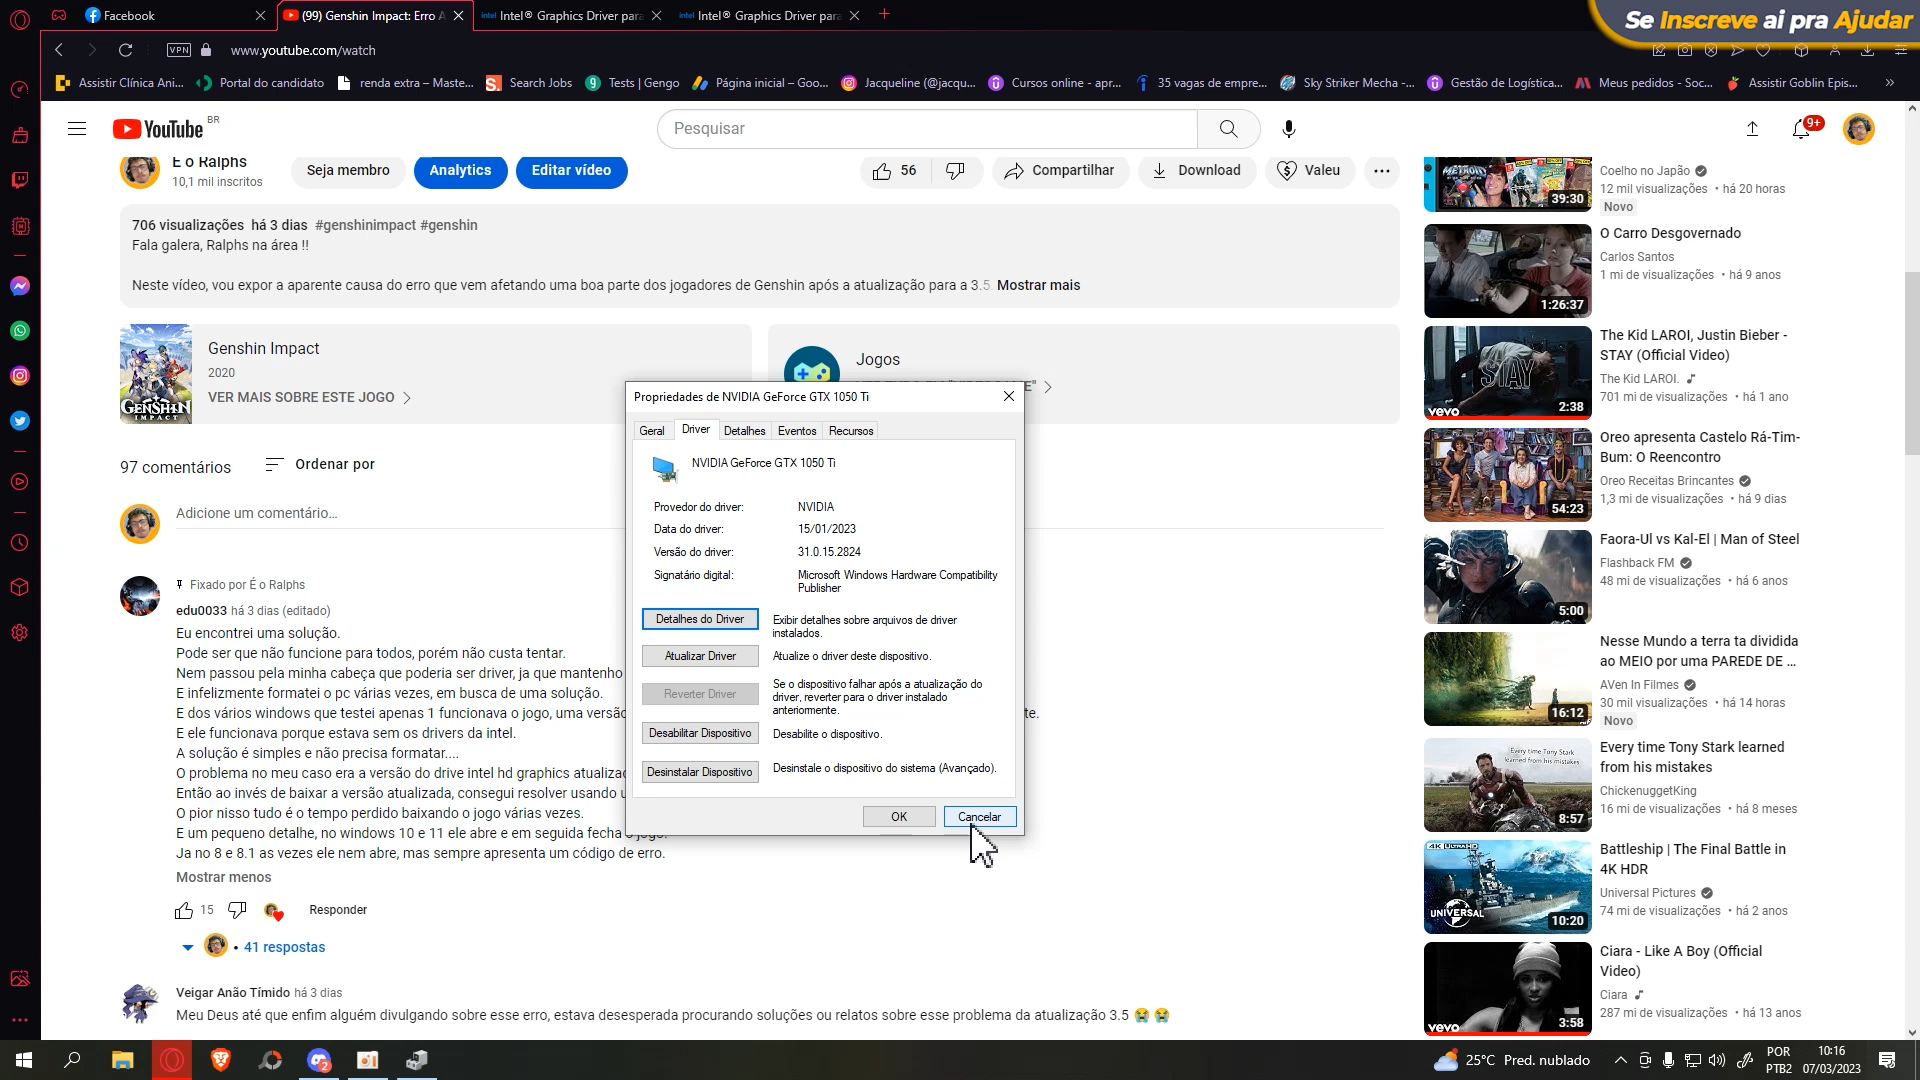 Facebook
(99) Genshin Impact: Erro A
intel Intel® Graphics Driver para
intel Intel® Graphics Driver para
Se Inscreve ai pra Ajudar
VPN
www.youtube.com/watch
Assistir Clínica Ani...
Portal do candidato
renda extra – Maste...
Search Jobs
Tests | Gengo
Página inicial – Goo...
Jacqueline (@jacqu...
Cursos online - apr...
35 vagas de empre...
Sky Striker Mecha -...
Gestão de Logística...
Meus pedidos - Soc...
Assistir Goblin Epis...
YouTube BR
Pesquisar
9+
É o Ralphs
10,1 mil inscritos
Seja membro
Analytics
Editar vídeo
56
Compartilhar
Download
Valeu
706 visualizações há 3 dias #genshinimpact #genshin
Fala galera, Ralphs na área !!
Neste vídeo, vou expor a aparente causa do erro que vem afetando uma boa parte dos jogadores de Genshin após a atualização para a 3.5. Mostrar mais
GENSHIN
IMPACT
Genshin Impact
2020
VER MAIS SOBRE ESTE JOGO
Jogos
97 comentários
Ordenar por
Adicione um comentário...
Fixado por É o Ralphs
edu0033 há 3 dias (editado)
Eu encontrei uma solução.
Pode ser que não funcione para todos, porém não custa tentar.
Nem passou pela minha cabeça que poderia ser driver, ja que mantenho
E infelizmente formatei o pc várias vezes, em busca de uma solução.
E dos vários windows que testei apenas 1 funcionava o jogo, uma versão
te.
E ele funcionava porque estava sem os drivers da intel.
A solução é simples e não precisa formatar....
O problema no meu caso era a versão do drive intel hd graphics atualizad
Então ao invés de baixar a versão atualizada, consegui resolver usando u
O pior nisso tudo é o tempo perdido baixando o jogo várias vezes.
E um pequeno detalhe, no windows 10 e 11 ele abre e em seguida fecha o jogo.
Ja no 8 e 8.1 as vezes ele nem abre, mas sempre apresenta um código de erro.
Mostrar menos
15
Responder
41 respostas
Veigar Anão Tímido há 3 dias
Meu Deus até que enfim alguém divulgando sobre esse erro, estava desesperada procurando soluções ou relatos sobre esse problema da atualização 3.5 😭 😭
Propriedades de NVIDIA GeForce GTX 1050 Ti
Geral
Driver
Detalhes
Eventos
Recursos
NVIDIA GeForce GTX 1050 Ti
Provedor do driver: NVIDIA
Data do driver: 15/01/2023
Versão do driver: 31.0.15.2824
Signatário digital: Microsoft Windows Hardware Compatibility
Publisher
Detalhes do Driver
Exibir detalhes sobre arquivos de driver
instalados.
Atualizar Driver
Atualize o driver deste dispositivo.
Reverter Driver
Se o dispositivo falhar após a atualização do
driver, reverter para o driver instalado
anteriormente.
Desabilitar Dispositivo
Desabilite o dispositivo.
Desinstalar Dispositivo
Desinstale o dispositivo do sistema (Avançado).
OK
Cancelar
METROID
39:30
Coelho no Japão
12 mil visualizações • há 20 horas
Novo
1:26:37
O Carro Desgovernado
Carlos Santos
1 mi de visualizações • há 9 anos
STAY
vevo
2:38
The Kid LAROI, Justin Bieber -
STAY (Official Video)
The Kid LAROI.
701 mi de visualizações • há 1 ano
54:23
Oreo apresenta Castelo Rá-Tim-
Bum: O Reencontro
Oreo Receitas Brincantes
1,3 mi de visualizações • há 9 dias
5:00
Faora-Ul vs Kal-El | Man of Steel
Flashback FM
48 mi de visualizações • há 6 anos
16:12
Nesse Mundo a terra ta dividida
ao MEIO por uma PAREDE DE ...
AVen In Filmes
30 mil visualizações • há 14 horas
Novo
Every time Tony Stark
learned from his mistakes
8:57
Every time Tony Stark learned
from his mistakes
ChickenuggetKing
16 mi de visualizações • há 8 meses
4K ULTRAHD
UNIVERSAL
10:20
Battleship | The Final Battle in
4K HDR
Universal Pictures
74 mi de visualizações • há 2 anos
vevo
3:58
Ciara - Like A Boy (Official
Video)
Ciara
287 mi de visualizações • há 13 anos
2
25°C Pred. nublado
POR
PTB2
10:16
07/03/2023